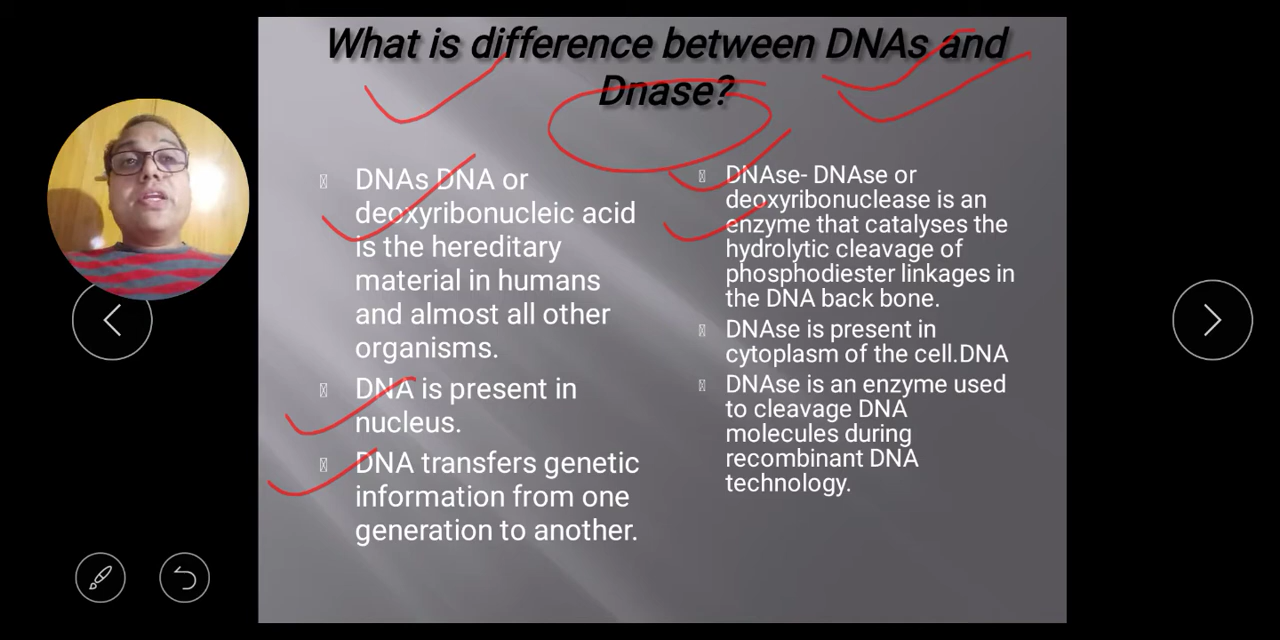 What is difference between DNAs and
Dnase?
DNAs DNA or
deoxyribonucleic acid
is the hereditary
material in humans
and almost all other
organisms.
DNA is present in
nucleus.
DNA transfers genetic
information from one
generation to another.
DNAse- DNAse or
deoxyribonuclease is an
enzyme that catalyses the
hydrolytic cleavage of
phosphodiester linkages in
the DNA back bone.
DNAse is present in
cytoplasm of the cell.DNA
DNAse is an enzyme used
to cleavage DNA
molecules during
recombinant DNA
technology.